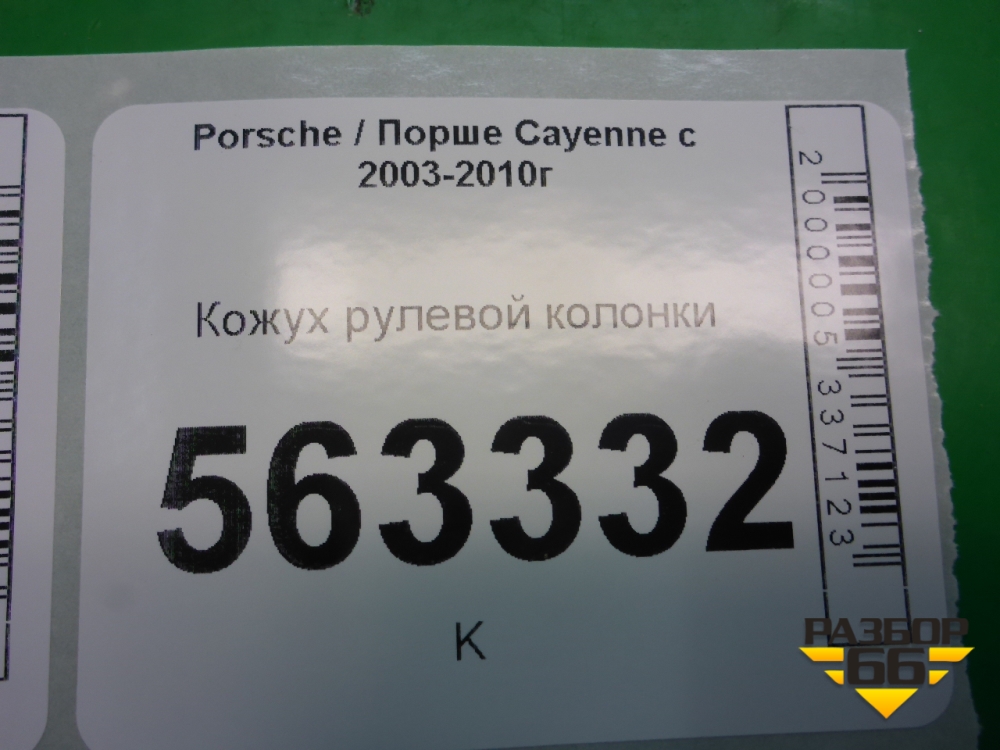 Porsche / Порше Cayenne с
2003-2010г
Кожух рулевой колонки
563332
К
2000005337123
РАЗБОР
66